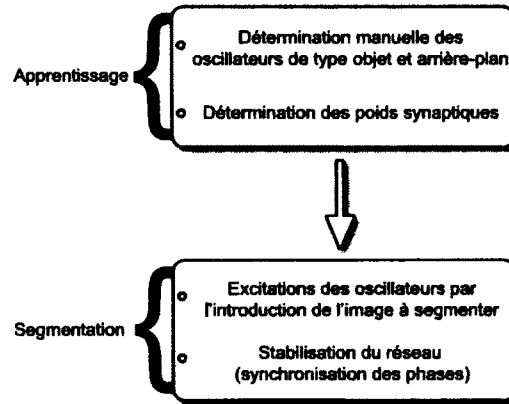 Apprentissage
Détermination manuelle des
oscillateurs de type objet et arrière-plan
Détermination des poids synaptiques
Segmentation
Excitations des oscillateurs par
l'introduction de l'image à segmenter
Stabilisation du réseau
(synchronisation des phases)